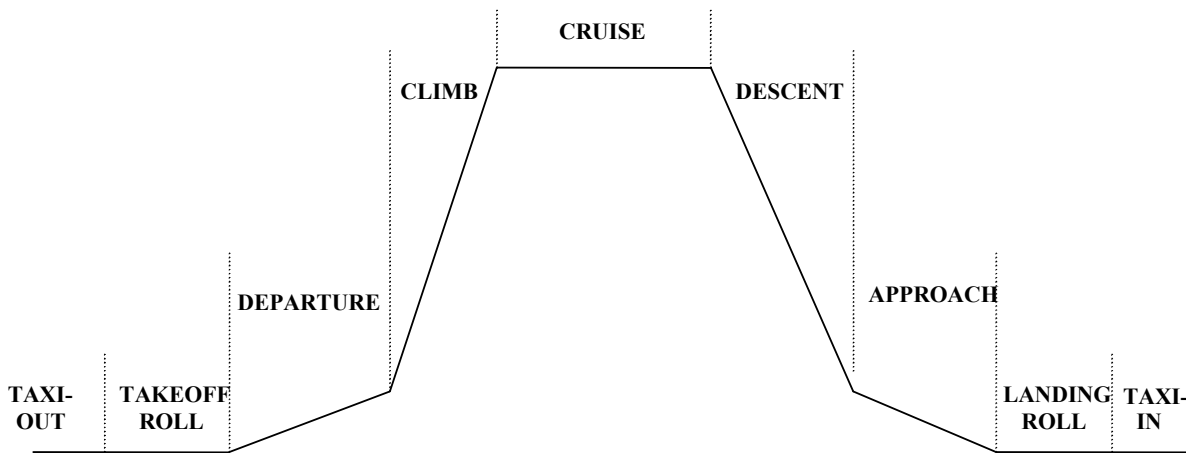 CRUISE
CLIMB
DESCENT
DEPARTURE
APPROACH
TAXI-
OUT
TAKEOFF
ROLL
LANDING
ROLL
TAXI-
IN